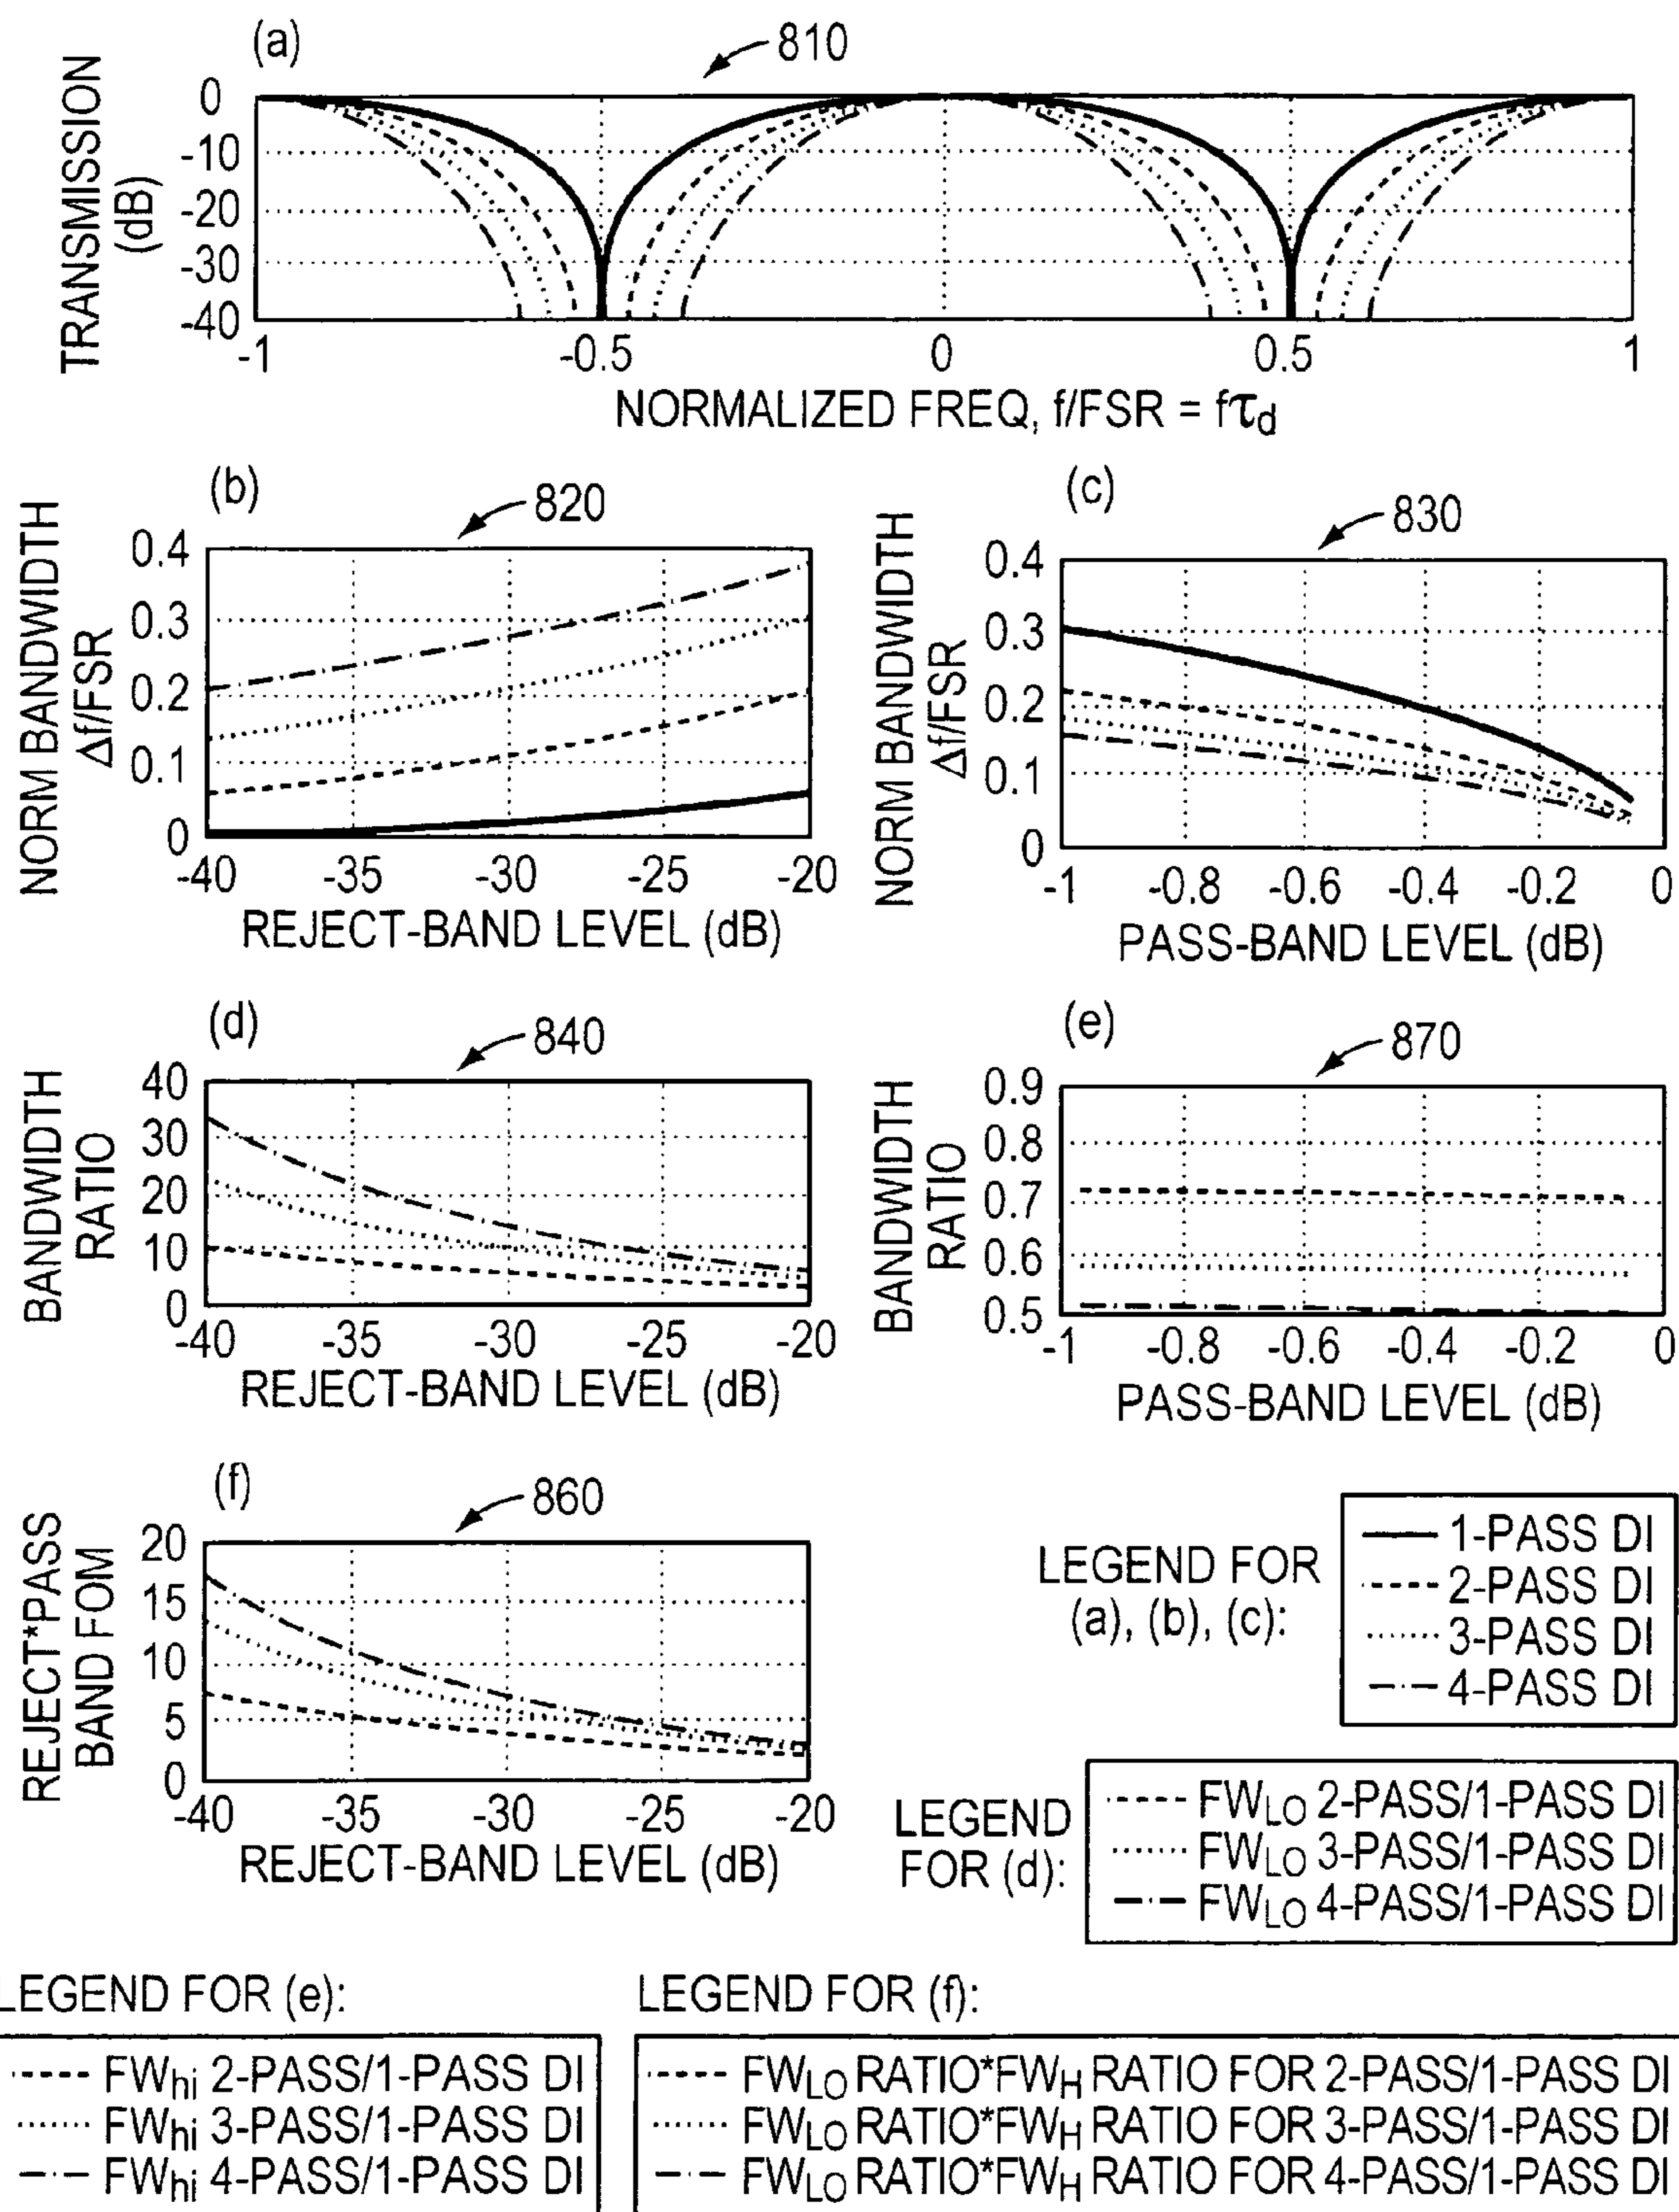 (a)
810
TRANSMISSION
(dB)
0
-10
-20
-30
-40
-1
-0.5
0
0.5
1
NORMALIZED FREQ, f/FSR = fτd
(b)
820
NORM BANDWIDTH
Δf/FSR
0.4
0.3
0.2
0.1
0
-40
-35
-30
-25
-20
REJECT-BAND LEVEL (dB)
(c)
830
NORM BANDWIDTH
Δf/FSR
0.4
0.3
0.2
0.1
0
-1
-0.8
-0.6
-0.4
-0.2
0
PASS-BAND LEVEL (dB)
(d)
840
BANDWIDTH
RATIO
40
30
20
10
0
-40
-35
-30
-25
-20
REJECT-BAND LEVEL (dB)
(e)
870
BANDWIDTH
RATIO
0.9
0.8
0.7
0.6
0.5
-1
-0.8
-0.6
-0.4
-0.2
0
PASS-BAND LEVEL (dB)
(f)
860
REJECT*PASS
BAND FOM
20
15
10
5
0
-40
-35
-30
-25
-20
REJECT-BAND LEVEL (dB)
LEGEND FOR
(a), (b), (c):
1-PASS DI
2-PASS DI
3-PASS DI
4-PASS DI
LEGEND
FOR (d):
FWLO 2-PASS/1-PASS DI
FWLO 3-PASS/1-PASS DI
FWLO 4-PASS/1-PASS DI
LEGEND FOR (e):
FWhi 2-PASS/1-PASS DI
FWhi 3-PASS/1-PASS DI
FWhi 4-PASS/1-PASS DI
LEGEND FOR (f):
FWLO RATIO*FWH RATIO FOR 2-PASS/1-PASS DI
FWLO RATIO*FWH RATIO FOR 3-PASS/1-PASS DI
FWLO RATIO*FWH RATIO FOR 4-PASS/1-PASS DI